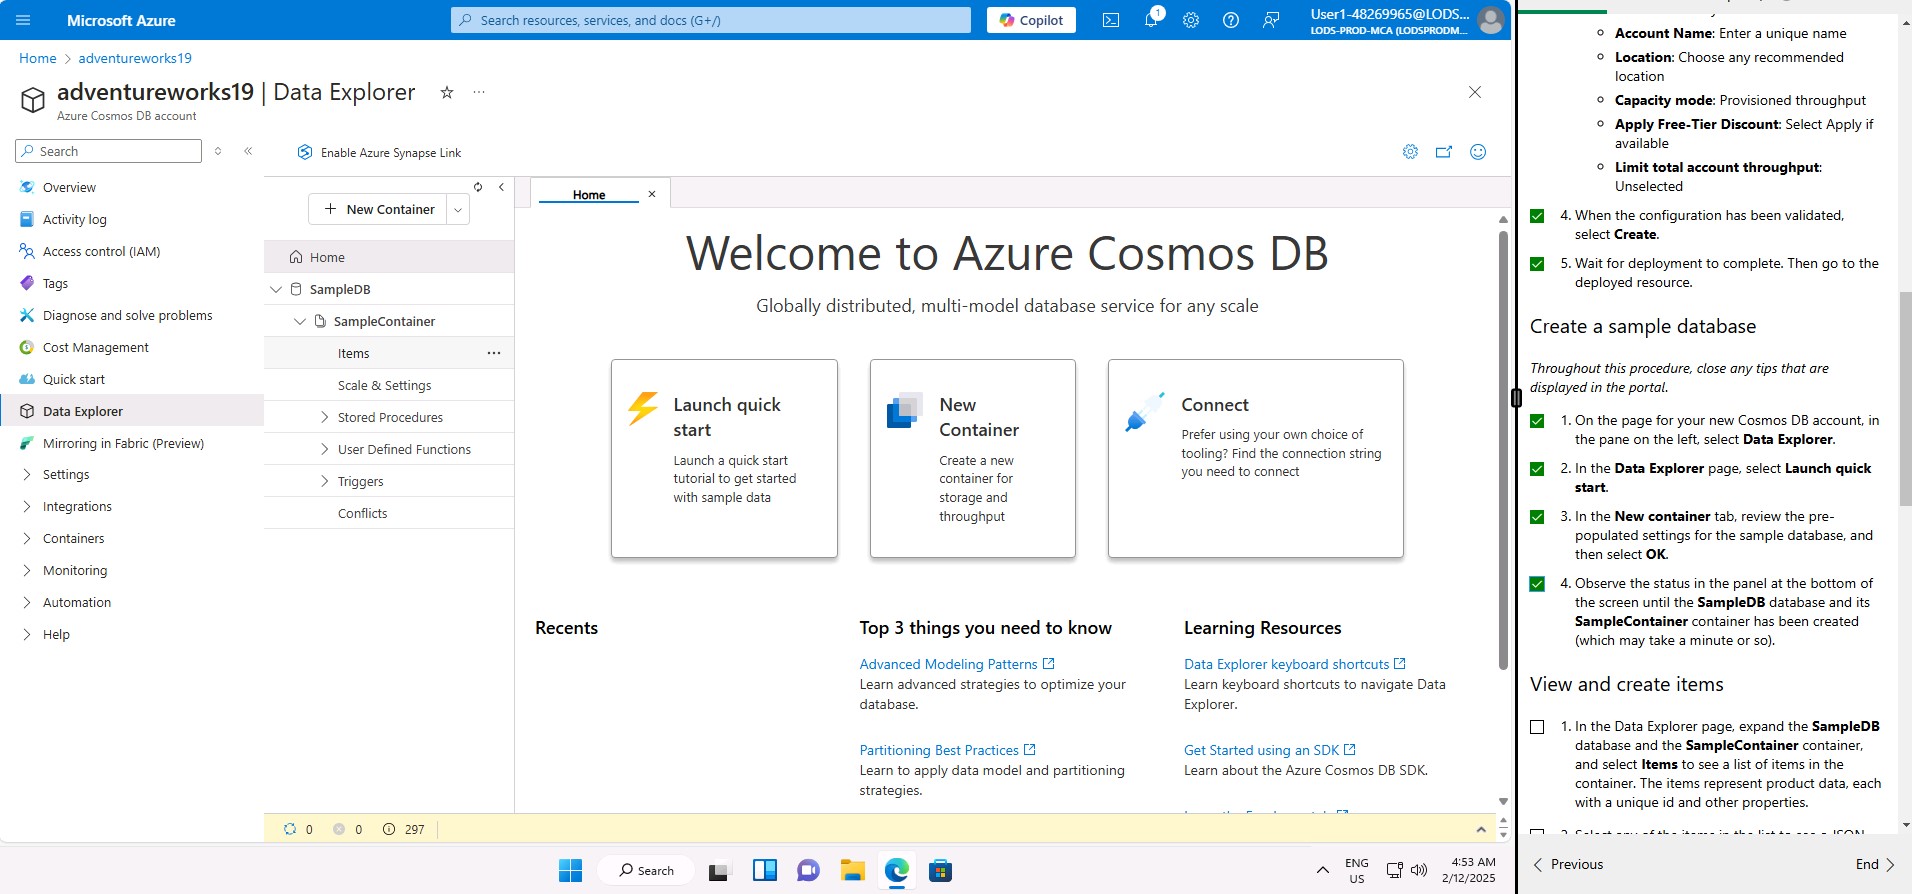 Microsoft Azure
Search resources, services, and docs (G+/)
Copilot
1
User1-48269965@LODS...
LODS-PROD-MCA (LODSPRODM...
Home > adventureworks19
adventureworks19 | Data Explorer
Azure Cosmos DB account
Search
Overview
Activity log
Access control (IAM)
Tags
Diagnose and solve problems
Cost Management
Quick start
Data Explorer
Mirroring in Fabric (Preview)
Settings
Integrations
Containers
Monitoring
Automation
Help
Enable Azure Synapse Link
New Container
Home
SampleDB
SampleContainer
Items
Scale & Settings
Stored Procedures
User Defined Functions
Triggers
Conflicts
Home
Welcome to Azure Cosmos DB
Globally distributed, multi-model database service for any scale
Launch quick
start
Launch a quick start
tutorial to get started
with sample data
New
Container
Create a new
container for
storage and
throughput
Connect
Prefer using your own choice of
tooling? Find the connection string
you need to connect
Recents
Top 3 things you need to know
Advanced Modeling Patterns
Learn advanced strategies to optimize your
database.
Partitioning Best Practices
Learn to apply data model and partitioning
strategies.
Learning Resources
Data Explorer keyboard shortcuts
Learn keyboard shortcuts to navigate Data
Explorer.
Get Started using an SDK
Learn about the Azure Cosmos DB SDK.
0 0 297
Search
ENG
US
4:53 AM
2/12/2025
Account Name: Enter a unique name
Location: Choose any recommended
location
Capacity mode: Provisioned throughput
Apply Free-Tier Discount: Select Apply if
available
Limit total account throughput:
Unselected
4. When the configuration has been validated,
select Create.
5. Wait for deployment to complete. Then go to the
deployed resource.
Create a sample database
Throughout this procedure, close any tips that are
displayed in the portal.
1. On the page for your new Cosmos DB account, in
the pane on the left, select Data Explorer.
2. In the Data Explorer page, select Launch quick
start.
3. In the New container tab, review the pre-
populated settings for the sample database, and
then select OK.
4. Observe the status in the panel at the bottom of
the screen until the SampleDB database and its
SampleContainer container has been created
(which may take a minute or so).
View and create items
1. In the Data Explorer page, expand the SampleDB
database and the SampleContainer container,
and select Items to see a list of items in the
container. The items represent product data, each
with a unique id and other properties.
2. Select any of the items in the list to see a JSON
Previous
End